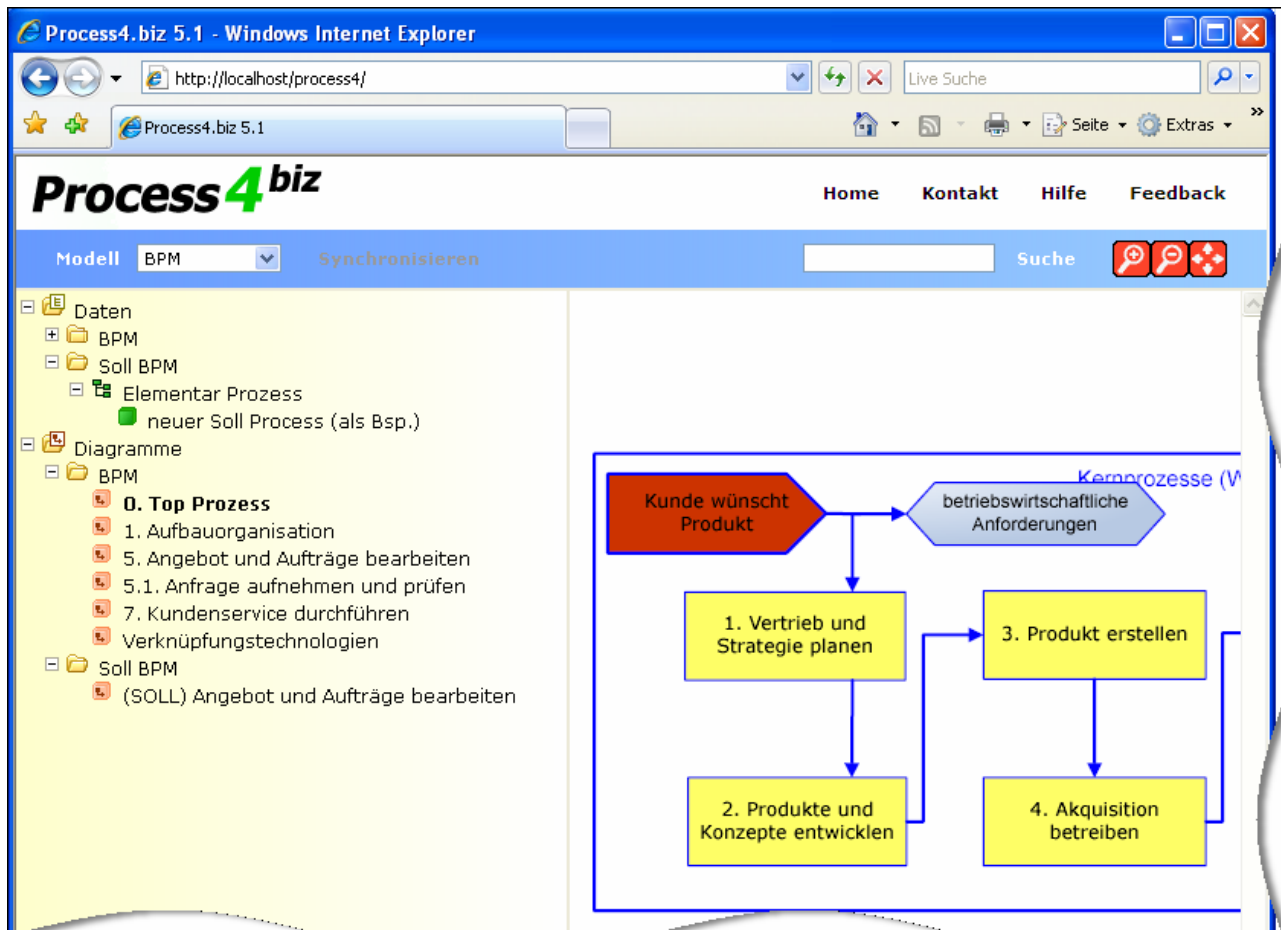 Process4.biz 5.1 - Windows Internet Explorer
http://localhost/process4/
Live Suche
Process4.biz 5.1
Seite
Extras
»
Process4biz
Home Kontakt Hilfe Feedback
Modell BPM Synchronisieren Suche
Daten
BPM
Soll BPM
Elementar Prozess
neuer Soll Process (als Bsp.)
Diagramme
BPM
0. Top Prozess
1. Aufbauorganisation
5. Angebot und Aufträge bearbeiten
5.1. Anfrage aufnehmen und prüfen
7. Kundenservice durchführen
Verknüpfungstechnologien
Soll BPM
(SOLL) Angebot und Aufträge bearbeiten
Kernprozesse (W
Kunde wünscht
Produkt
betriebswirtschaftliche
Anforderungen
1. Vertrieb und
Strategie planen
3. Produkt erstellen
2. Produkte und
Konzepte entwicklen
4. Akquisition
betreiben